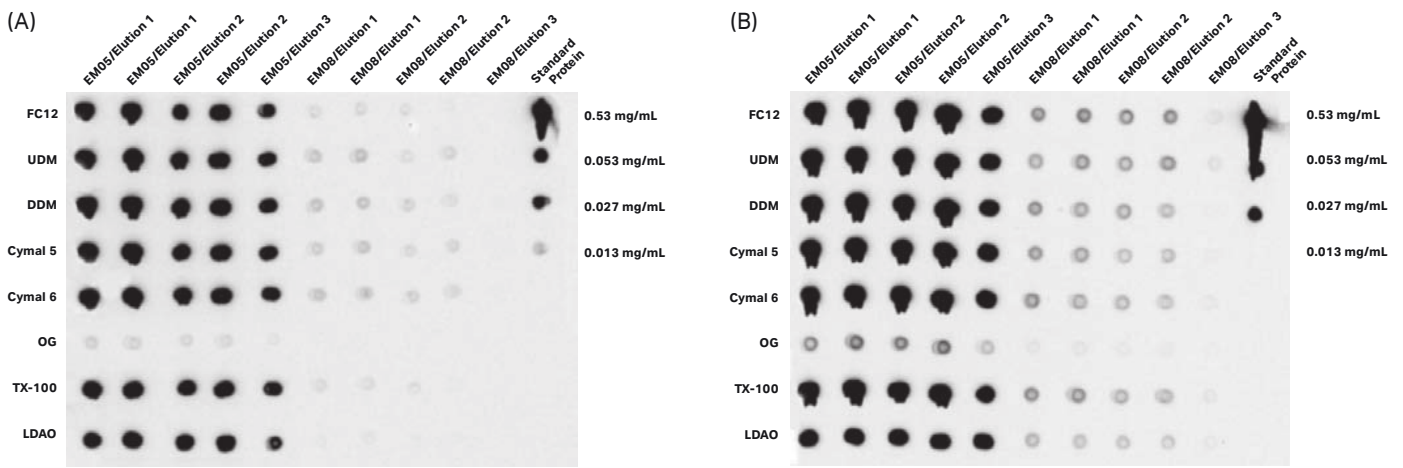 (A)
EM05/Elution 1
EM05/Elution 1
EM05/Elution 2
EM05/Elution 2
EM05/Elution 3
EM08/Elution 1
EM08/Elution 1
EM08/Elution 2
EM08/Elution 2
EM08/Elution 3
Standard
Protein
FC12
0.53 mg/mL
UDM
0.053 mg/mL
DDM
0.027 mg/mL
Cymal 5
0.013 mg/mL
Cymal 6
OG
TX-100
LDAO
(B)
EM05/Elution 1
EM05/Elution 1
EM05/Elution 2
EM05/Elution 2
EM05/Elution 3
EM08/Elution 1
EM08/Elution 1
EM08/Elution 2
EM08/Elution 2
EM08/Elution 3
Standard
Protein
FC12
0.53 mg/mL
UDM
0.053 mg/mL
DDM
0.027 mg/mL
Cymal 5
0.013 mg/mL
Cymal 6
OG
TX-100
LDAO